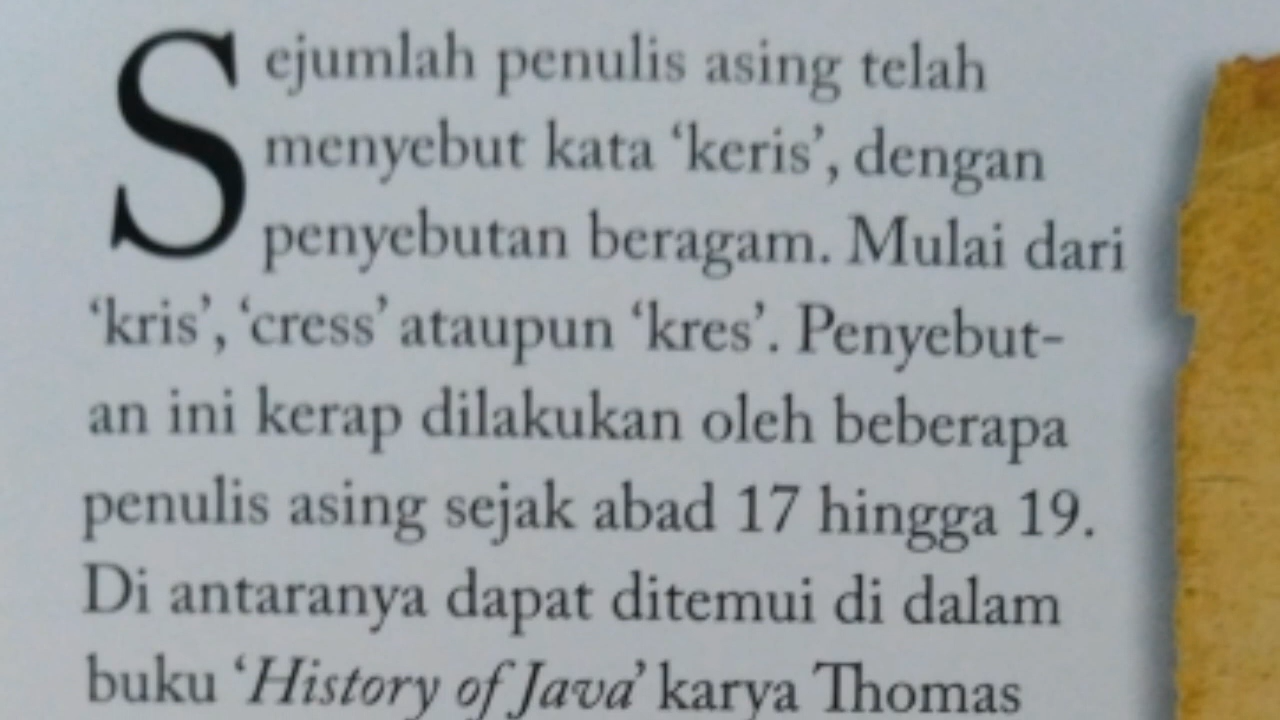 Sejumlah penulis asing telah
menyebut kata ‘keris’, dengan
penyebutan beragam. Mulai dari
‘kris’, ‘cress’ ataupun ‘kres’. Penyebut-
an ini kerap dilakukan oleh beberapa
penulis asing sejak abad 17 hingga 19.
Di antaranya dapat ditemui di dalam
buku ‘History of Java’ karya Thomas